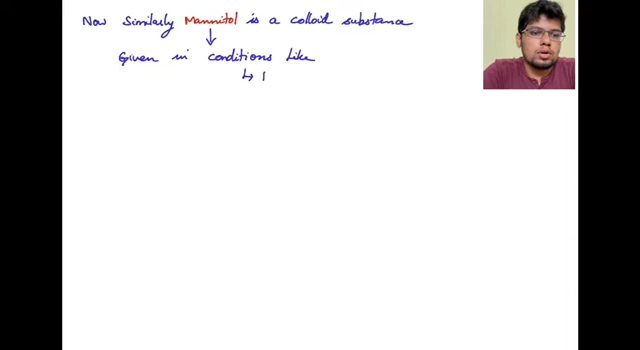 Now Similarly Mannitol is a colloid substance
↓
Given in conditions like
↳ I